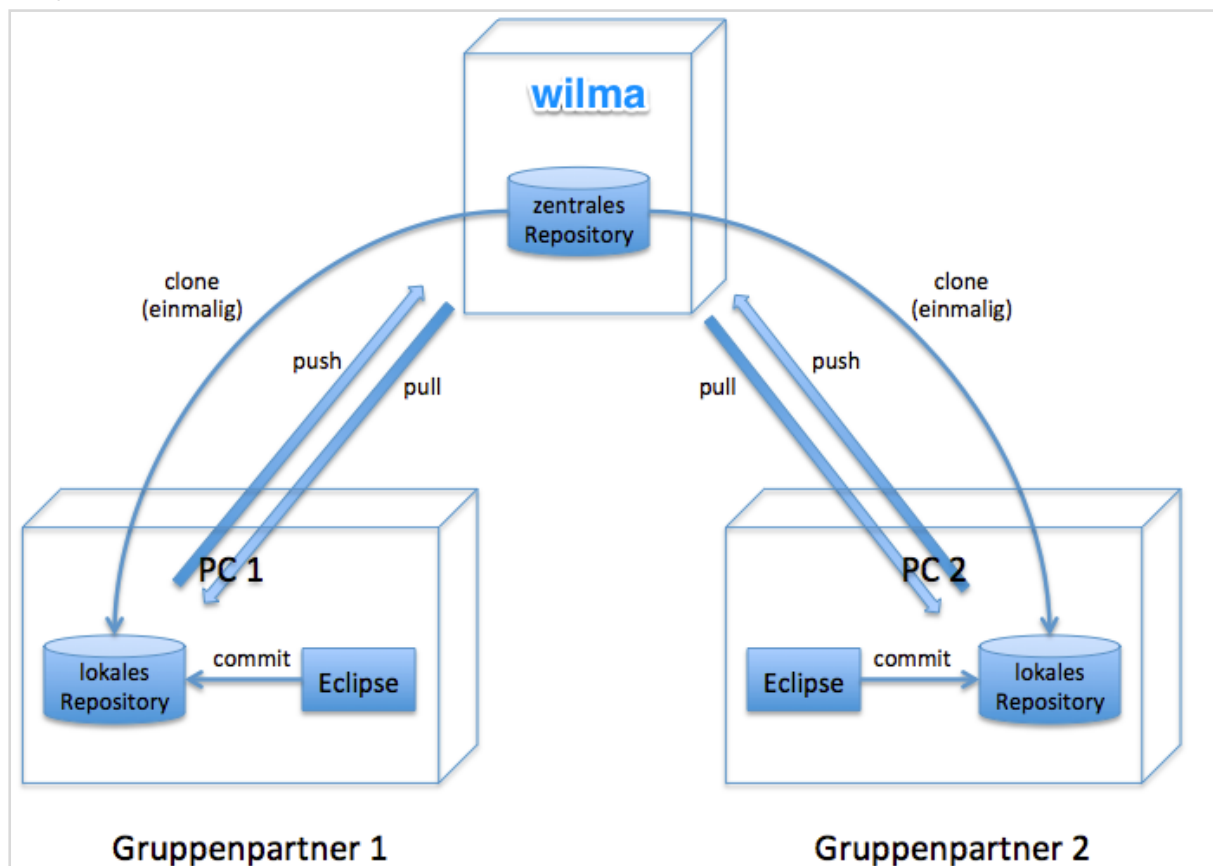 wilma
zentrales
Repository
clone
(einmalig)
clone
(einmalig)
push
pull
pull
push
PC 1
lokales
Repository
commit
Eclipse
PC 2
Eclipse
commit
lokales
Repository
Gruppenpartner 1
Gruppenpartner 2